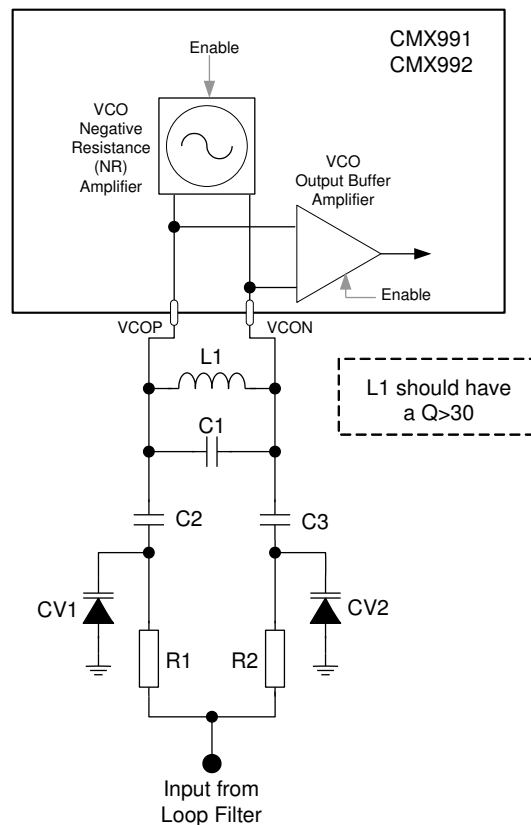 CMX991
CMX992
Enable
VCO
Negative
Resistance
(NR)
Amplifier
VCO
Output Buffer
Amplifier
Enable
VCOP
VCON
L1
L1 should have
a Q>30
C1
C2
C3
CV1
CV2
R1
R2
Input from
Loop Filter